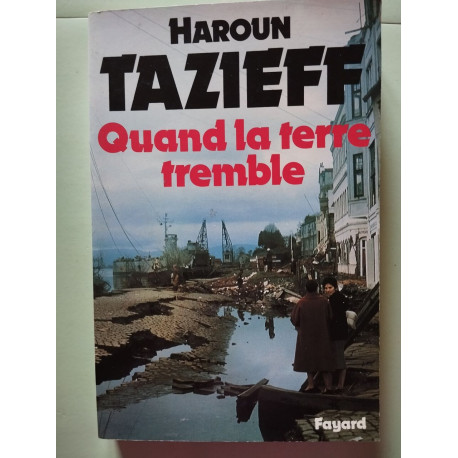 HAROUN
TAZIEFF
Quand la terre
tremble
Fayard